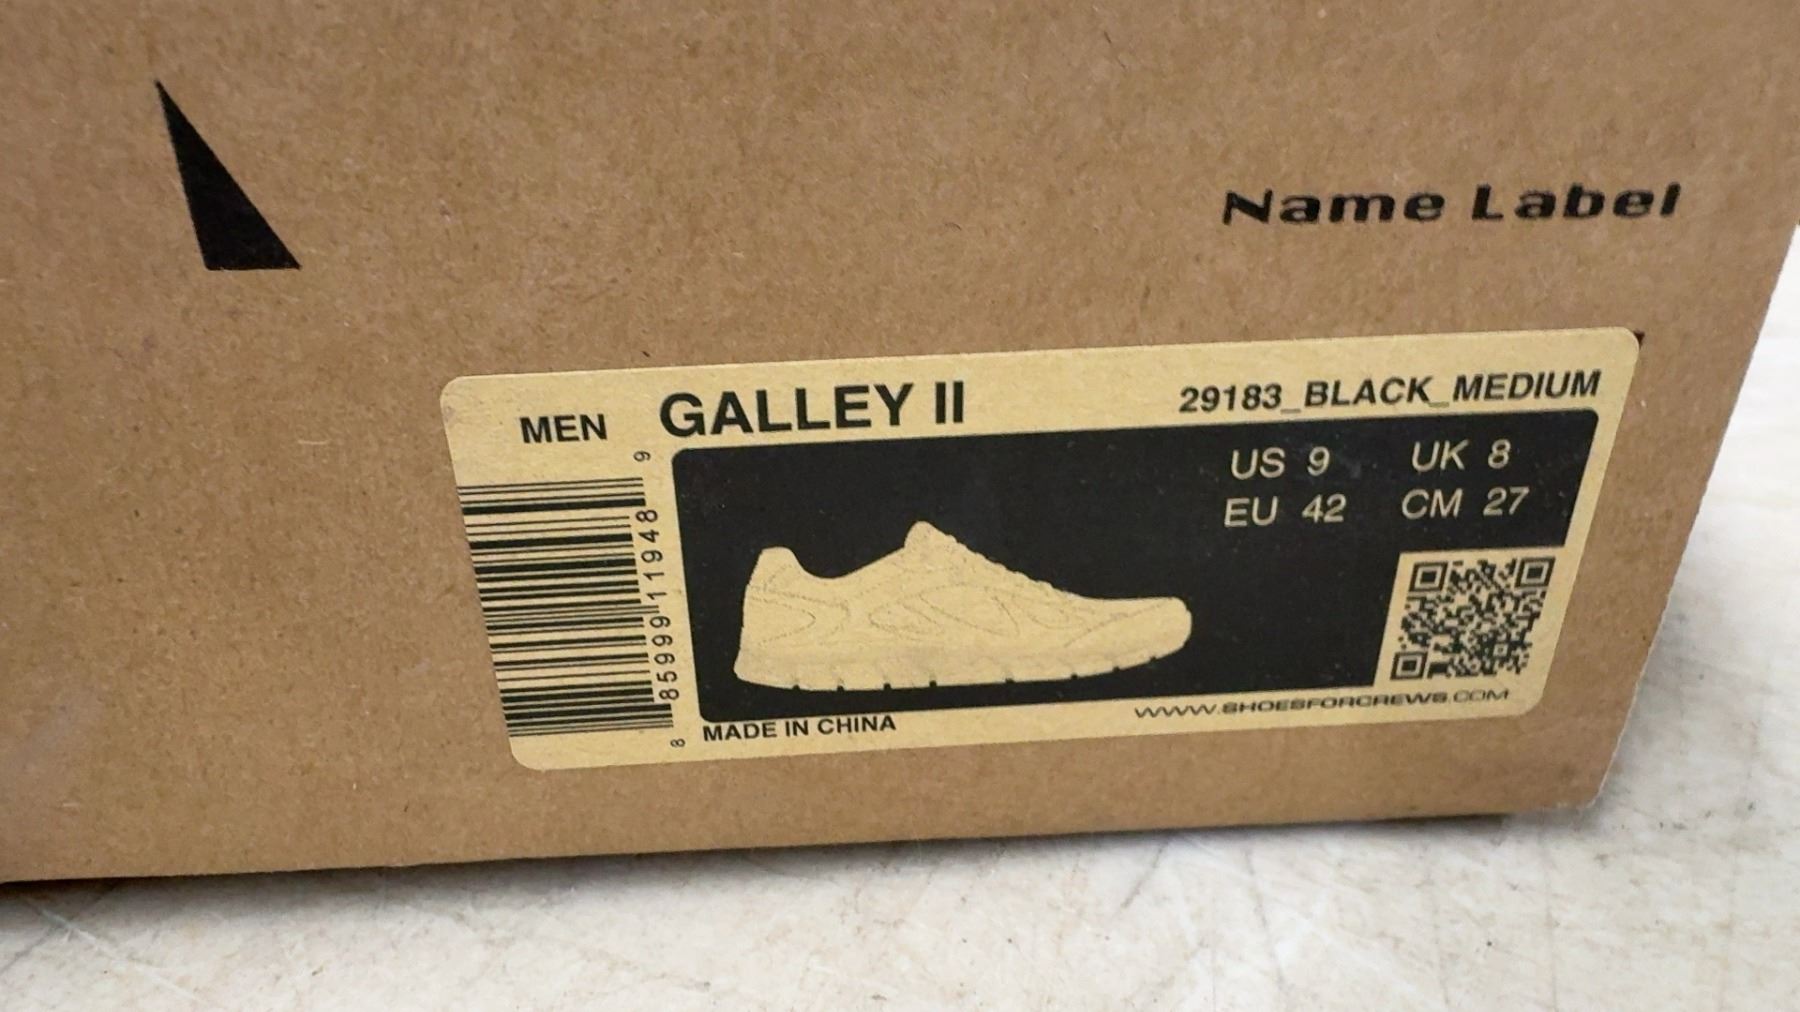 Name Label
MEN GALLEY II 29183_BLACK_MEDIUM
US 9 UK 8
EU 42 CM 27
8 85999 11948 9
MADE IN CHINA
WWW.SHOESFORCREWS.COM